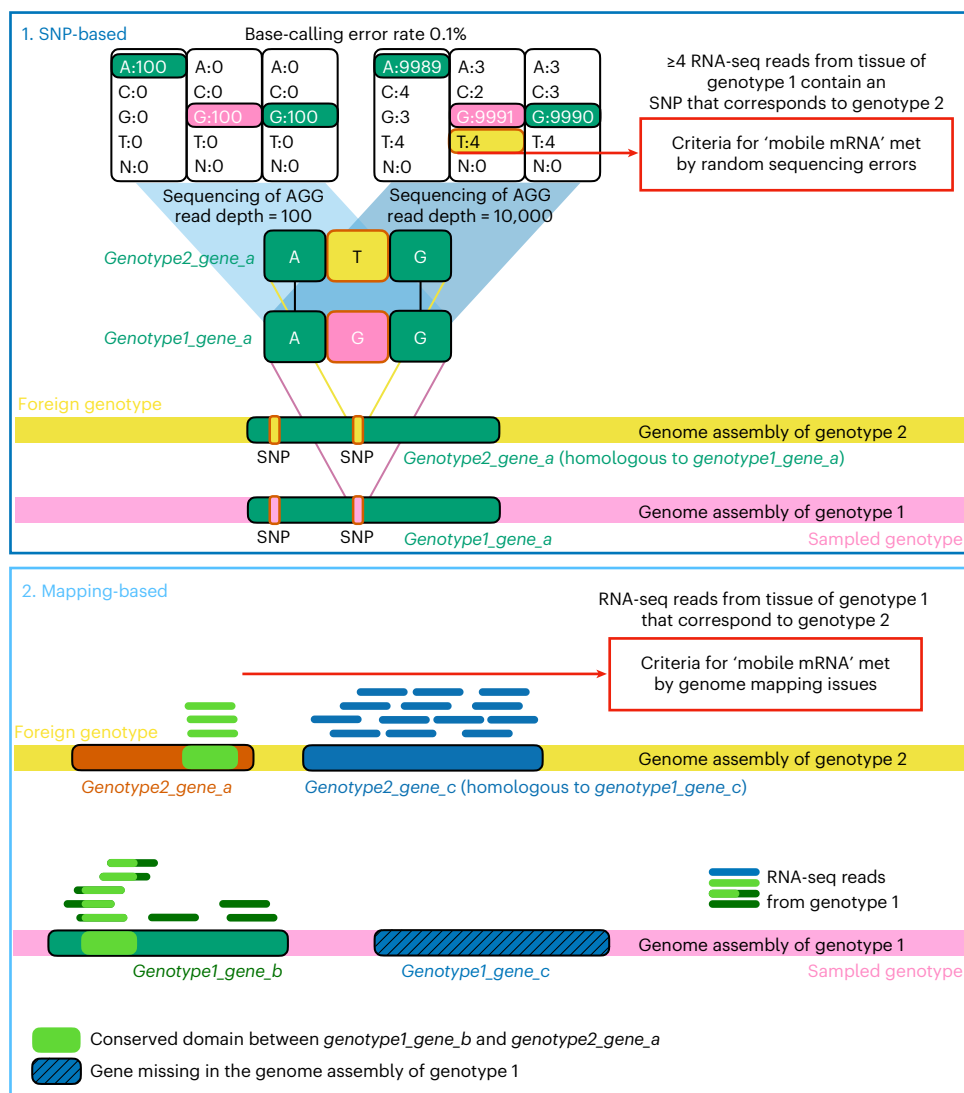 1. SNP-based
Base-calling error rate 0.1%
A:100 A:0 A:0
C:0 C:0 C:0
G:0 G:100 G:100
T:0 T:0 T:0
N:0 N:0 N:0
A:9989 A:3 A:3
C:4 C:2 C:3
G:3 G:9991 G:9990
T:4 T:4 T:4
N:0 N:0 N:0
≥4 RNA-seq reads from tissue of
genotype 1 contain an
SNP that corresponds to genotype 2
Criteria for ‘mobile mRNA’ met
by random sequencing errors
Sequencing of AGG
read depth = 100
Sequencing of AGG
read depth = 10,000
Genotype2_gene_a
A T G
Genotype1_gene_a
A G G
Foreign genotype
Genome assembly of genotype 2
SNP SNP
Genotype2_gene_a (homologous to genotype1_gene_a)
Genome assembly of genotype 1
SNP SNP
Genotype1_gene_a
Sampled genotype
2. Mapping-based
RNA-seq reads from tissue of genotype 1
that correspond to genotype 2
Criteria for ‘mobile mRNA’ met
by genome mapping issues
Foreign genotype
Genome assembly of genotype 2
Genotype2_gene_a
Genotype2_gene_c (homologous to genotype1_gene_c)
RNA-seq reads
from genotype 1
Genome assembly of genotype 1
Genotype1_gene_b
Genotype1_gene_c
Sampled genotype
Conserved domain between genotype1_gene_b and genotype2_gene_a
Gene missing in the genome assembly of genotype 1